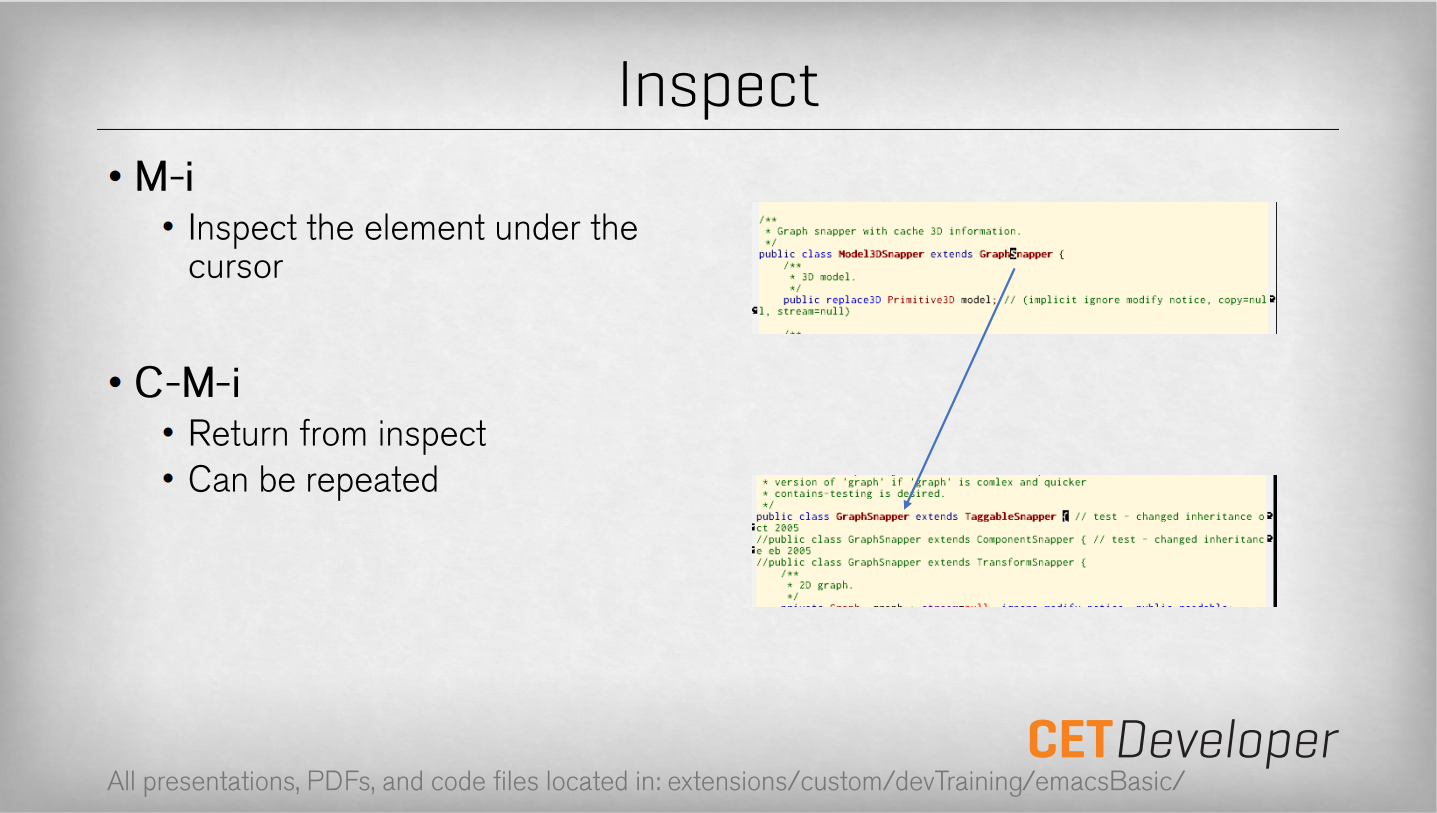 Inspect
• M-i
• Inspect the element under the
cursor
• C-M-i
• Return from inspect
• Can be repeated
/**
 * Graph snapper with cache 3D information.
 */
public class Model3DSnapper extends GraphSnapper {
    /**
     * 3D model.
     */
    public replace3D Primitive3D model; // (implicit ignore modify notice, copy=nul
l, stream=null)
    /**
 * version of 'graph' if 'graph' is comlex and quicker
 * contains-testing is desired.
 */
public class GraphSnapper extends TaggableSnapper { // test - changed inheritance o
ct 2005
//public class GraphSnapper extends ComponentSnapper { // test - changed inheritanc
e eb 2005
//public class GraphSnapper extends TransformSnapper {
    /**
     * 2D graph.
     */
CETDeveloper
All presentations, PDFs, and code files located in: extensions/custom/devTraining/emacsBasic/